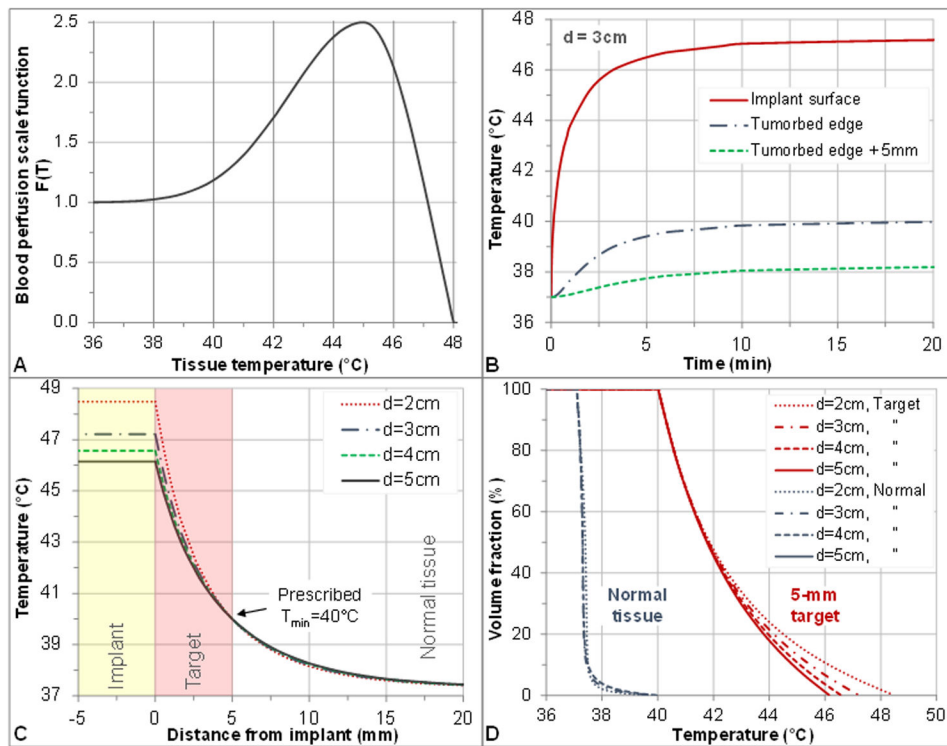 Blood perfusion scale function
F(T)
2.5
2.0
1.5
1.0
0.5
0.0
36
38
40
42
44
46
48
Tissue temperature (°C)
A
Temperature (°C)
48
46
44
42
40
38
36
d = 3cm
Implant surface
Tumorbed edge
Tumorbed edge +5mm
0
5
10
15
20
Time (min)
B
Temperature (°C)
49
47
45
43
41
39
37
d=2cm
d=3cm
d=4cm
d=5cm
Prescribed
Tmin=40°C
Implant
Target
Normal tissue
-5
0
5
10
15
20
Distance from implant (mm)
C
Volume fraction (%)
100
80
60
40
20
0
d=2cm, Target
d=3cm, "
d=4cm, "
d=5cm, "
d=2cm, Normal
d=3cm, "
d=4cm, "
d=5cm, "
Normal
tissue
5-mm
target
36
38
40
42
44
46
48
50
Temperature (°C)
D